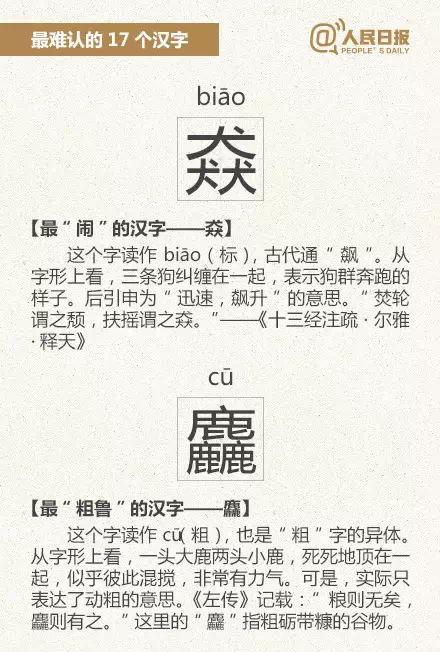 最难认的 17 个汉字
@人民日报
PEOPLE'S DAILY
biāo
猋
【最“闹”的汉字——猋】
这个字读作 biāo（标），古代通“飙”。从
字形上看，三条狗纠缠在一起，表示狗群奔跑的
样子。后引申为“迅速，飙升”的意思。“焚轮
谓之颓，扶摇谓之猋。”——《十三经注疏·尔雅
·释天》
cū
麤
【最“粗鲁”的汉字——麤】
这个字读作 cū（粗），也是“粗”字的异体。
从字形上看，一头大鹿两头小鹿，死死地顶在一
起，似乎彼此混搅，非常有力气。可是，实际只
表达了动粗的意思。《左传》记载：“粮则无矣，
麤则有之。”这里的“麤”指粗砺带糠的谷物。